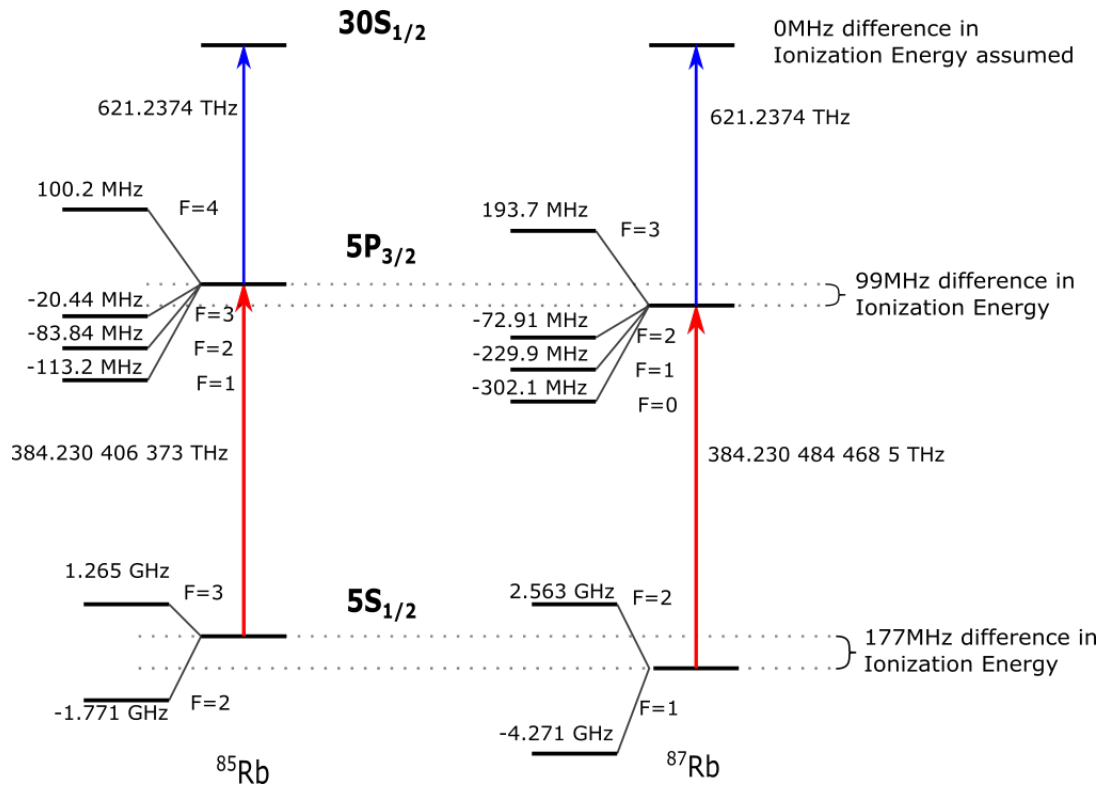 30S1/2
0MHz difference in
Ionization Energy assumed
621.2374 THz
621.2374 THz
100.2 MHz
F=4
193.7 MHz
F=3
5P3/2
99MHz difference in
Ionization Energy
-20.44 MHz
F=3
-83.84 MHz
F=2
-113.2 MHz
F=1
-72.91 MHz
F=2
-229.9 MHz
F=1
-302.1 MHz
F=0
384.230 406 373 THz
384.230 484 468 5 THz
1.265 GHz
F=3
5S1/2
2.563 GHz
F=2
177MHz difference in
Ionization Energy
-1.771 GHz
F=2
F=1
-4.271 GHz
85Rb
87Rb